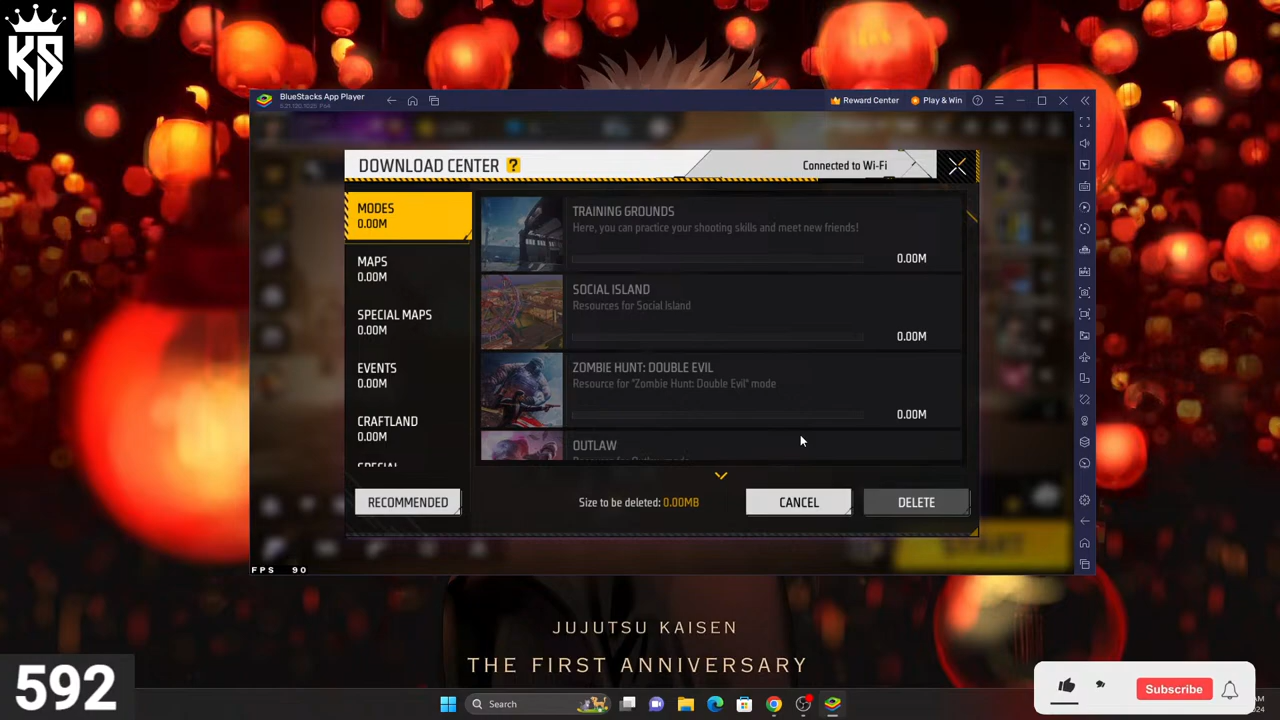 KS
BlueStacks App Player
Reward Center
Play & Win
DOWNLOAD CENTER ?
Connected to Wi-Fi
MODES
0.00M
MAPS
0.00M
SPECIAL MAPS
0.00M
EVENTS
0.00M
CRAFTLAND
0.00M
SPECIAL
TRAINING GROUNDS
Here, you can practice your shooting skills and meet new friends!
0.00M
SOCIAL ISLAND
Resources for Social Island
0.00M
ZOMBIE HUNT: DOUBLE EVIL
Resource for "Zombie Hunt: Double Evil" mode
0.00M
OUTLAW
RECOMMENDED
Size to be deleted: 0.00MB
CANCEL
DELETE
START
FPS 90
JUJUTSU KAISEN
THE FIRST ANNIVERSARY
592
Search
Subscribe